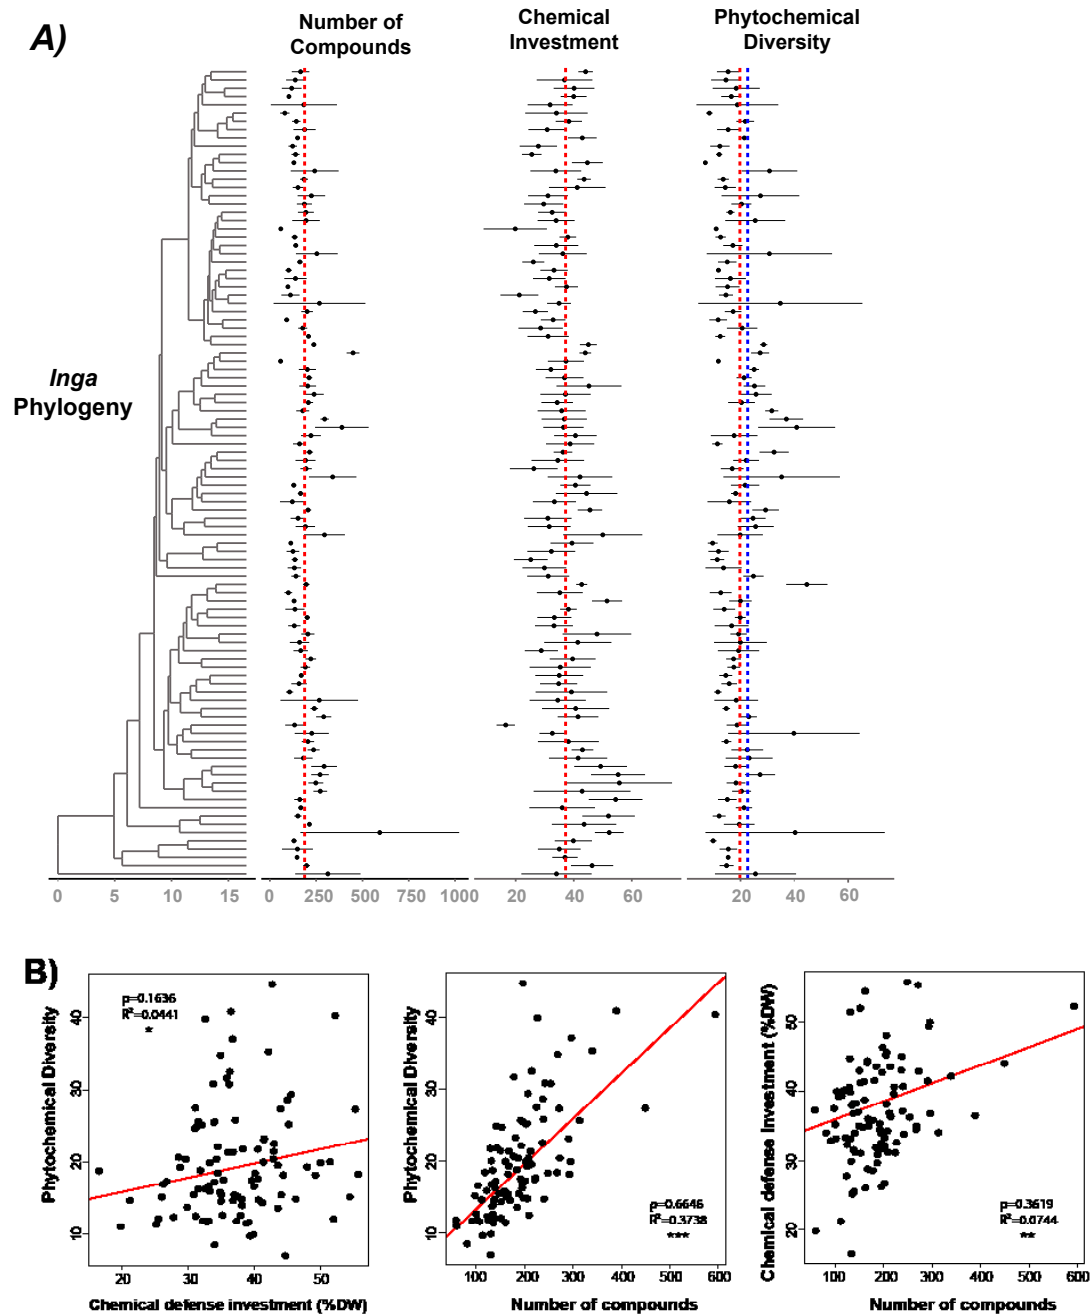 A)
Number of
Compounds
Chemical
Investment
Phytochemical
Diversity
Inga
Phylogeny
0 5 10 15
0 250 500 750 1000
20 40 60
20 40 60
B)
Phytochemical Diversity
40
30
20
10
p=0.1636
R²=0.0441
*
20 30 40 50
Chemical defense investment (%DW)
Phytochemical Diversity
40
30
20
10
p=0.6646
R²=0.3738
***
100 200 300 400 500 600
Number of compounds
Chemical defense investment (%DW)
50
40
30
20
p=0.3619
R²=0.0744
**
100 200 300 400 500 600
Number of compounds